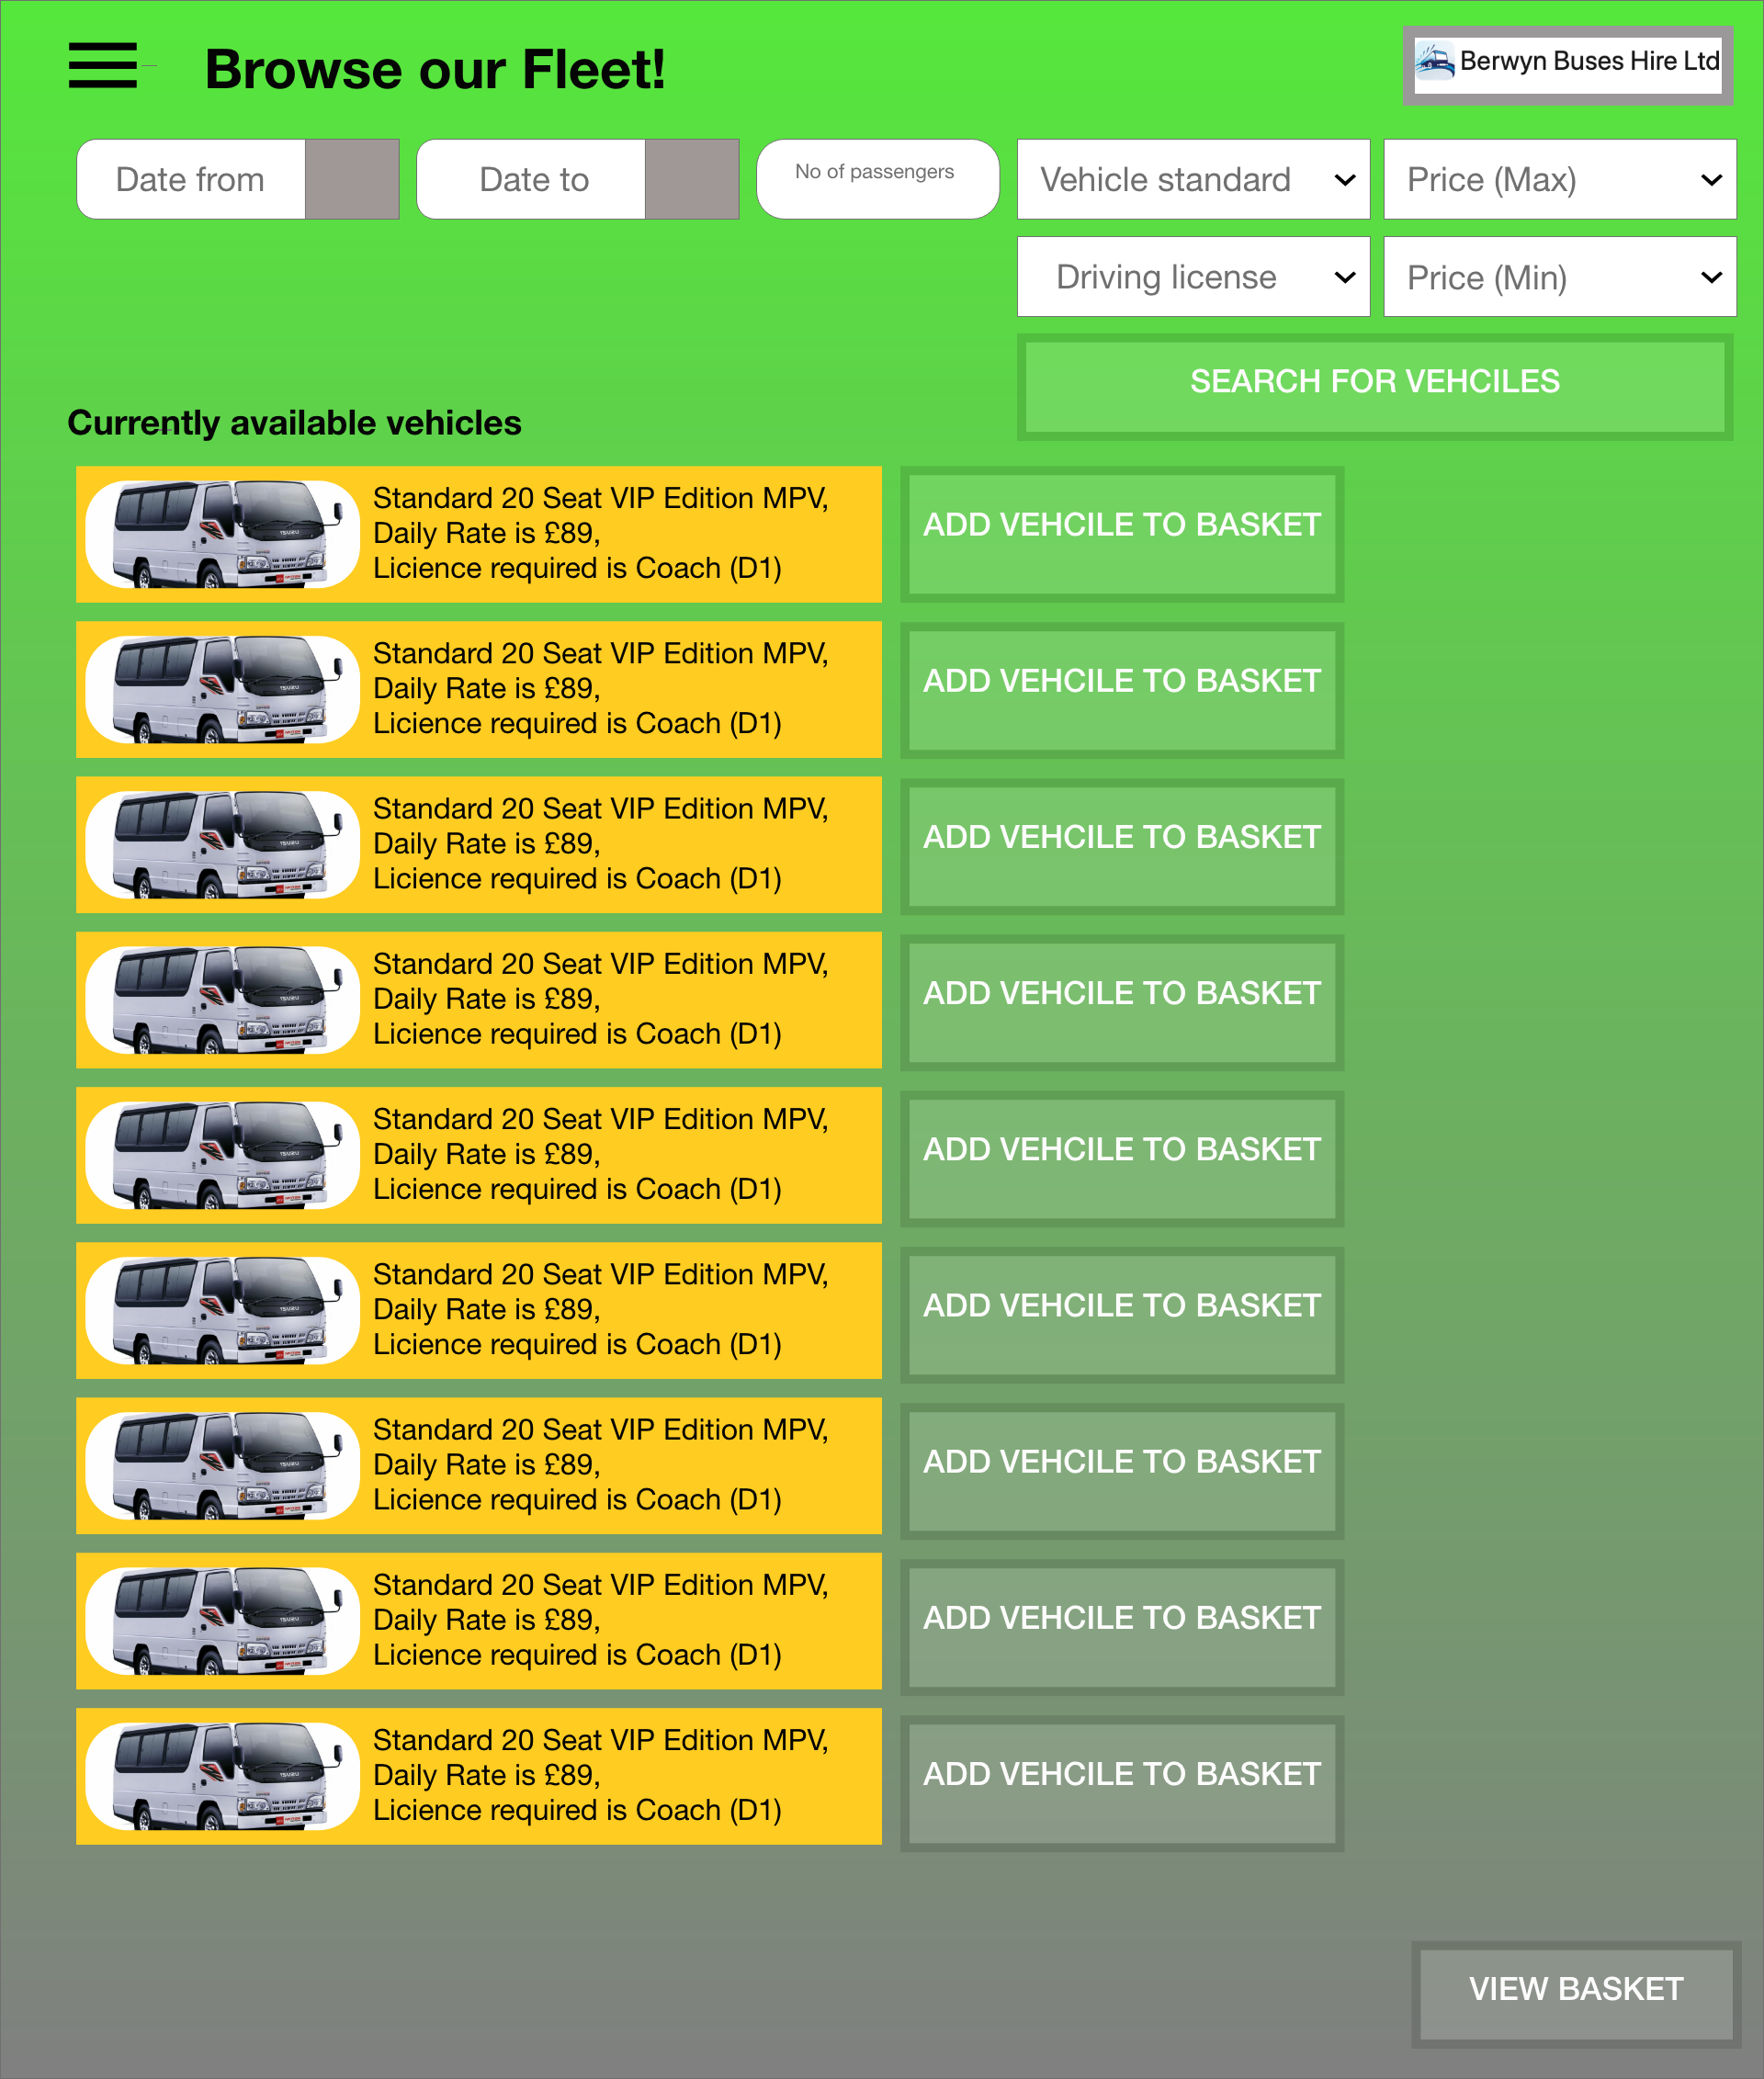 Browse our Fleet!
Berwyn Buses Hire Ltd
Date from
Date to
No of passengers
Vehicle standard
Price (Max)
Driving license
Price (Min)
SEARCH FOR VEHCILES
Currently available vehicles
Standard 20 Seat VIP Edition MPV,
Daily Rate is £89,
Licience required is Coach (D1)
ADD VEHCILE TO BASKET
Standard 20 Seat VIP Edition MPV,
Daily Rate is £89,
Licience required is Coach (D1)
ADD VEHCILE TO BASKET
Standard 20 Seat VIP Edition MPV,
Daily Rate is £89,
Licience required is Coach (D1)
ADD VEHCILE TO BASKET
Standard 20 Seat VIP Edition MPV,
Daily Rate is £89,
Licience required is Coach (D1)
ADD VEHCILE TO BASKET
Standard 20 Seat VIP Edition MPV,
Daily Rate is £89,
Licience required is Coach (D1)
ADD VEHCILE TO BASKET
Standard 20 Seat VIP Edition MPV,
Daily Rate is £89,
Licience required is Coach (D1)
ADD VEHCILE TO BASKET
Standard 20 Seat VIP Edition MPV,
Daily Rate is £89,
Licience required is Coach (D1)
ADD VEHCILE TO BASKET
Standard 20 Seat VIP Edition MPV,
Daily Rate is £89,
Licience required is Coach (D1)
ADD VEHCILE TO BASKET
Standard 20 Seat VIP Edition MPV,
Daily Rate is £89,
Licience required is Coach (D1)
ADD VEHCILE TO BASKET
VIEW BASKET